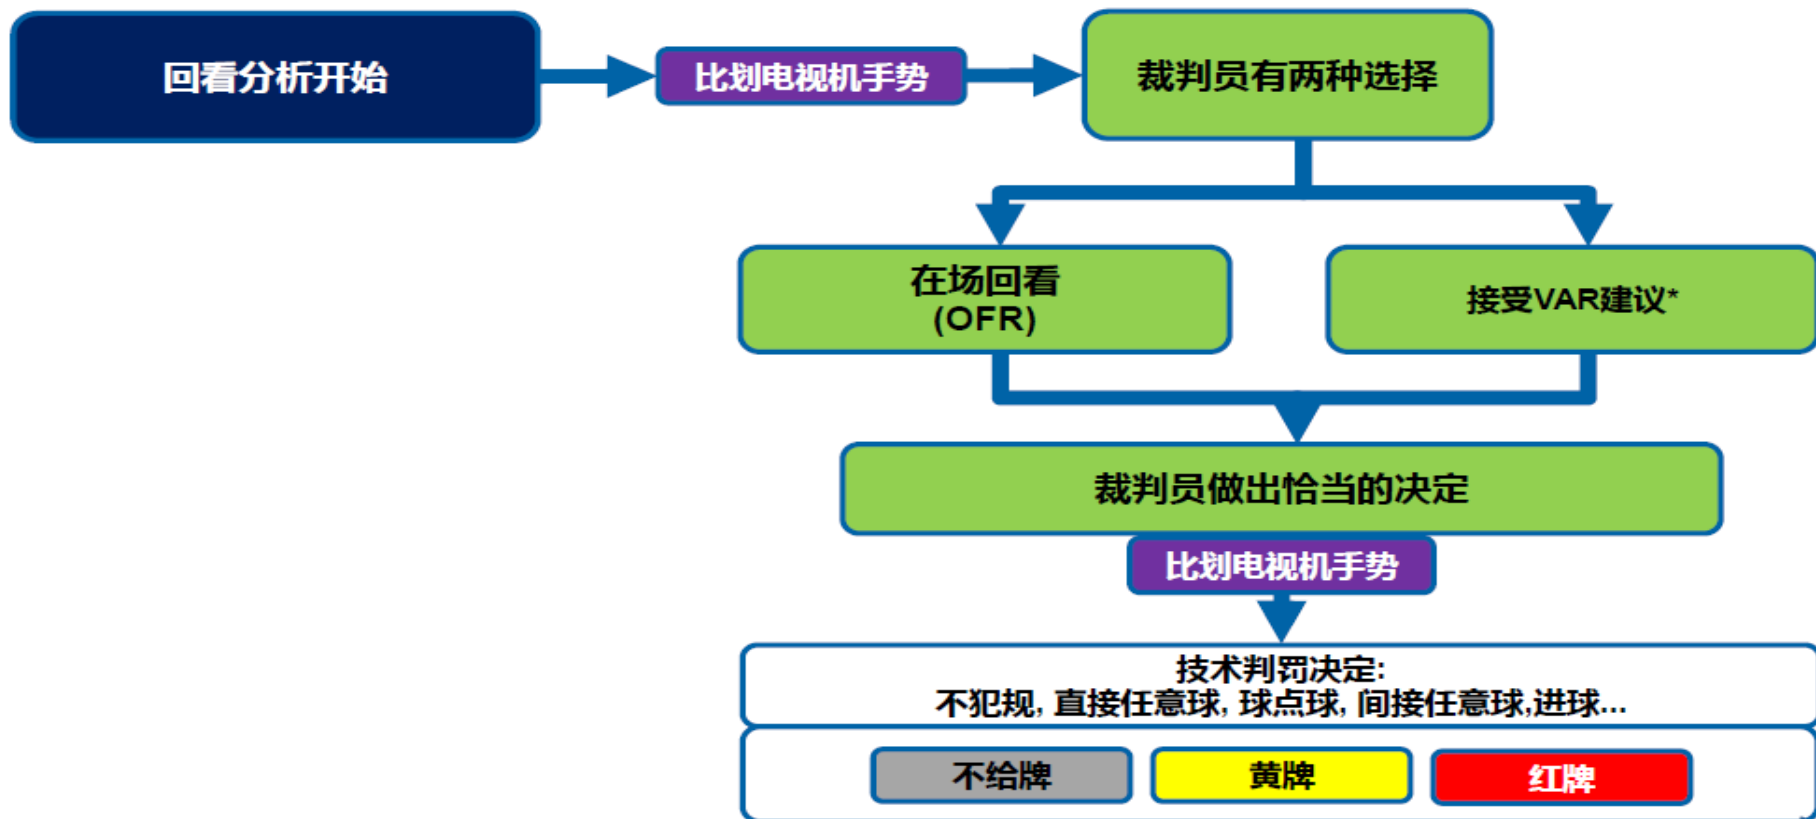 回看分析开始
比划电视机手势
裁判员有两种选择
在场回看
(OFR)
接受VAR建议*
裁判员做出恰当的决定
比划电视机手势
技术判罚决定:
不犯规, 直接任意球, 球点球, 间接任意球,进球...
不给牌
黄牌
红牌